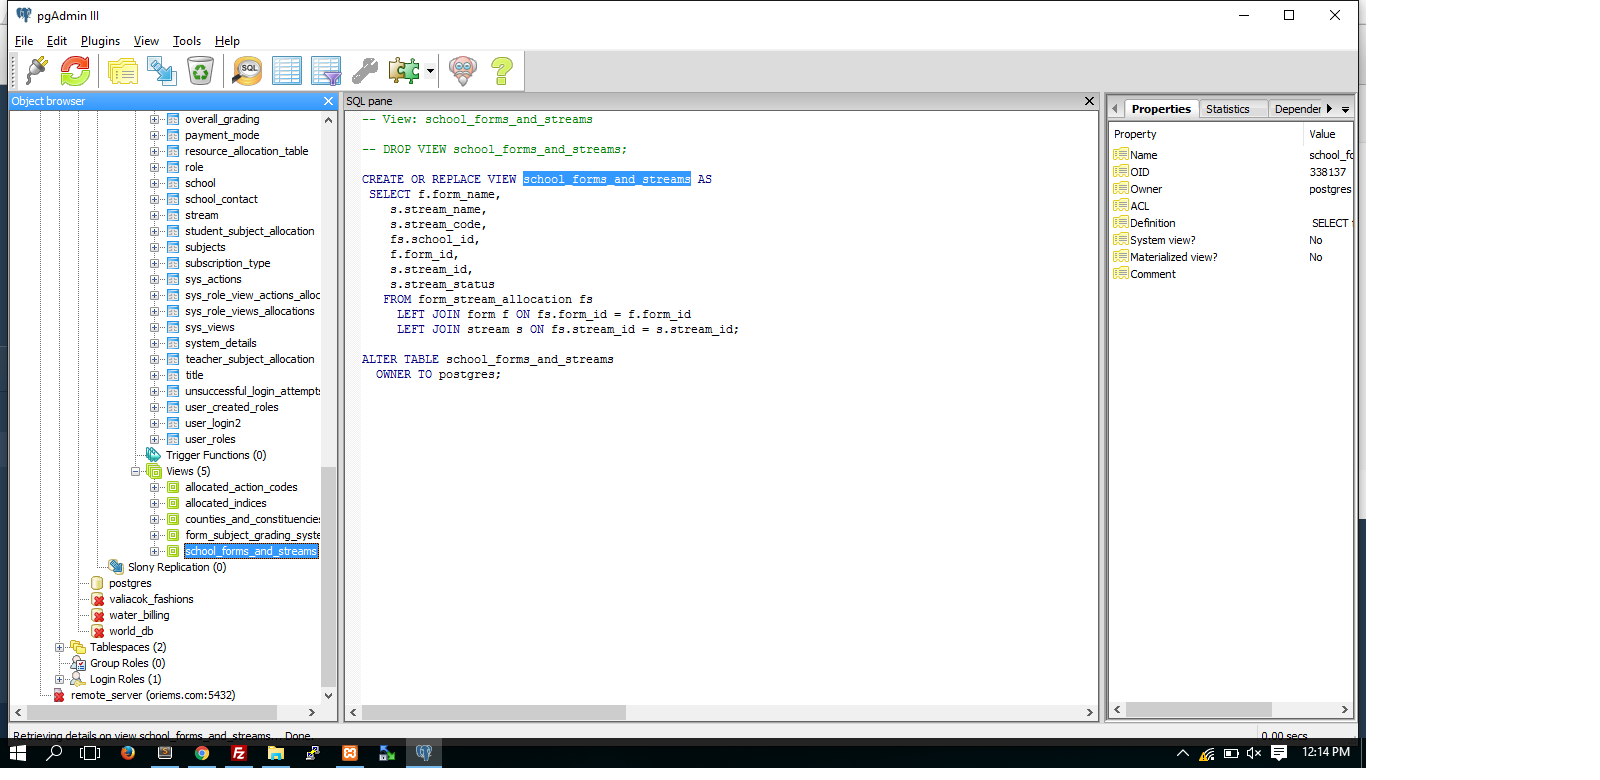 pgAdmin III
File Edit Plugins View Tools Help
SQL
Object browser
overall_grading
payment_mode
resource_allocation_table
role
school
school_contact
stream
student_subject_allocation
subjects
subscription_type
sys_actions
sys_role_view_actions_alloc
sys_role_views_allocations
sys_views
system_details
teacher_subject_allocation
title
unsuccessful_login_attempts
user_created_roles
user_login2
user_roles
Trigger Functions (0)
Views (5)
allocated_action_codes
allocated_indices
counties_and_constituencies
form_subject_grading_syste
school_forms_and_streams
Slony Replication (0)
postgres
valiacok_fashions
water_billing
world_db
Tablespaces (2)
Group Roles (0)
Login Roles (1)
remote_server (oriems.com:5432)
SQL pane
-- View: school_forms_and_streams
-- DROP VIEW school_forms_and_streams;
CREATE OR REPLACE VIEW school_forms_and_streams AS
SELECT f.form_name,
s.stream_name,
s.stream_code,
fs.school_id,
f.form_id,
s.stream_id,
s.stream_status
FROM form_stream_allocation fs
LEFT JOIN form f ON fs.form_id = f.form_id
LEFT JOIN stream s ON fs.stream_id = s.stream_id;
ALTER TABLE school_forms_and_streams
OWNER TO postgres;
Properties Statistics Depender
Property Value
Name school_fo
OID 338137
Owner postgres
ACL
Definition SELECT f
System view? No
Materialized view? No
Comment
Retrieving details on view school_forms_and_streams... Done.
0.00 secs
12:14 PM